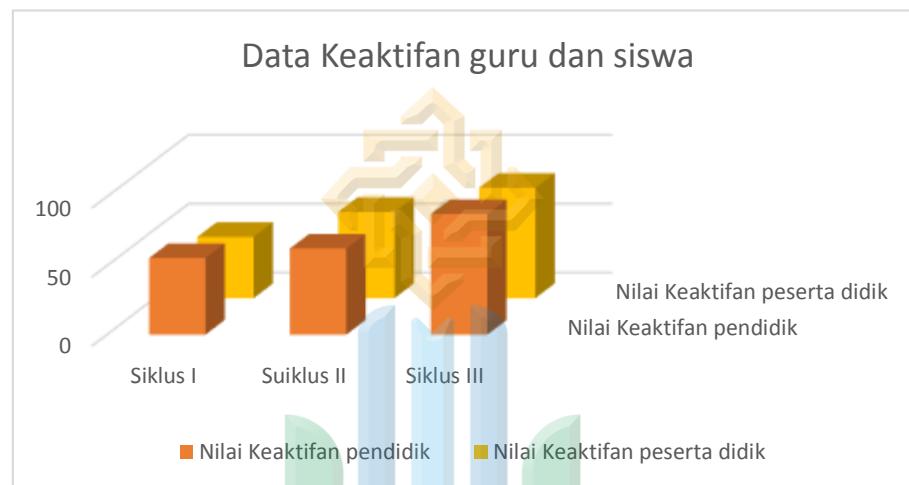 Data Keaktifan guru dan siswa
100
50
0
Nilai Keaktifan peserta didik
Nilai Keaktifan pendidik
Siklus I
Suiklus II
Siklus III
Nilai Keaktifan pendidik
Nilai Keaktifan peserta didik